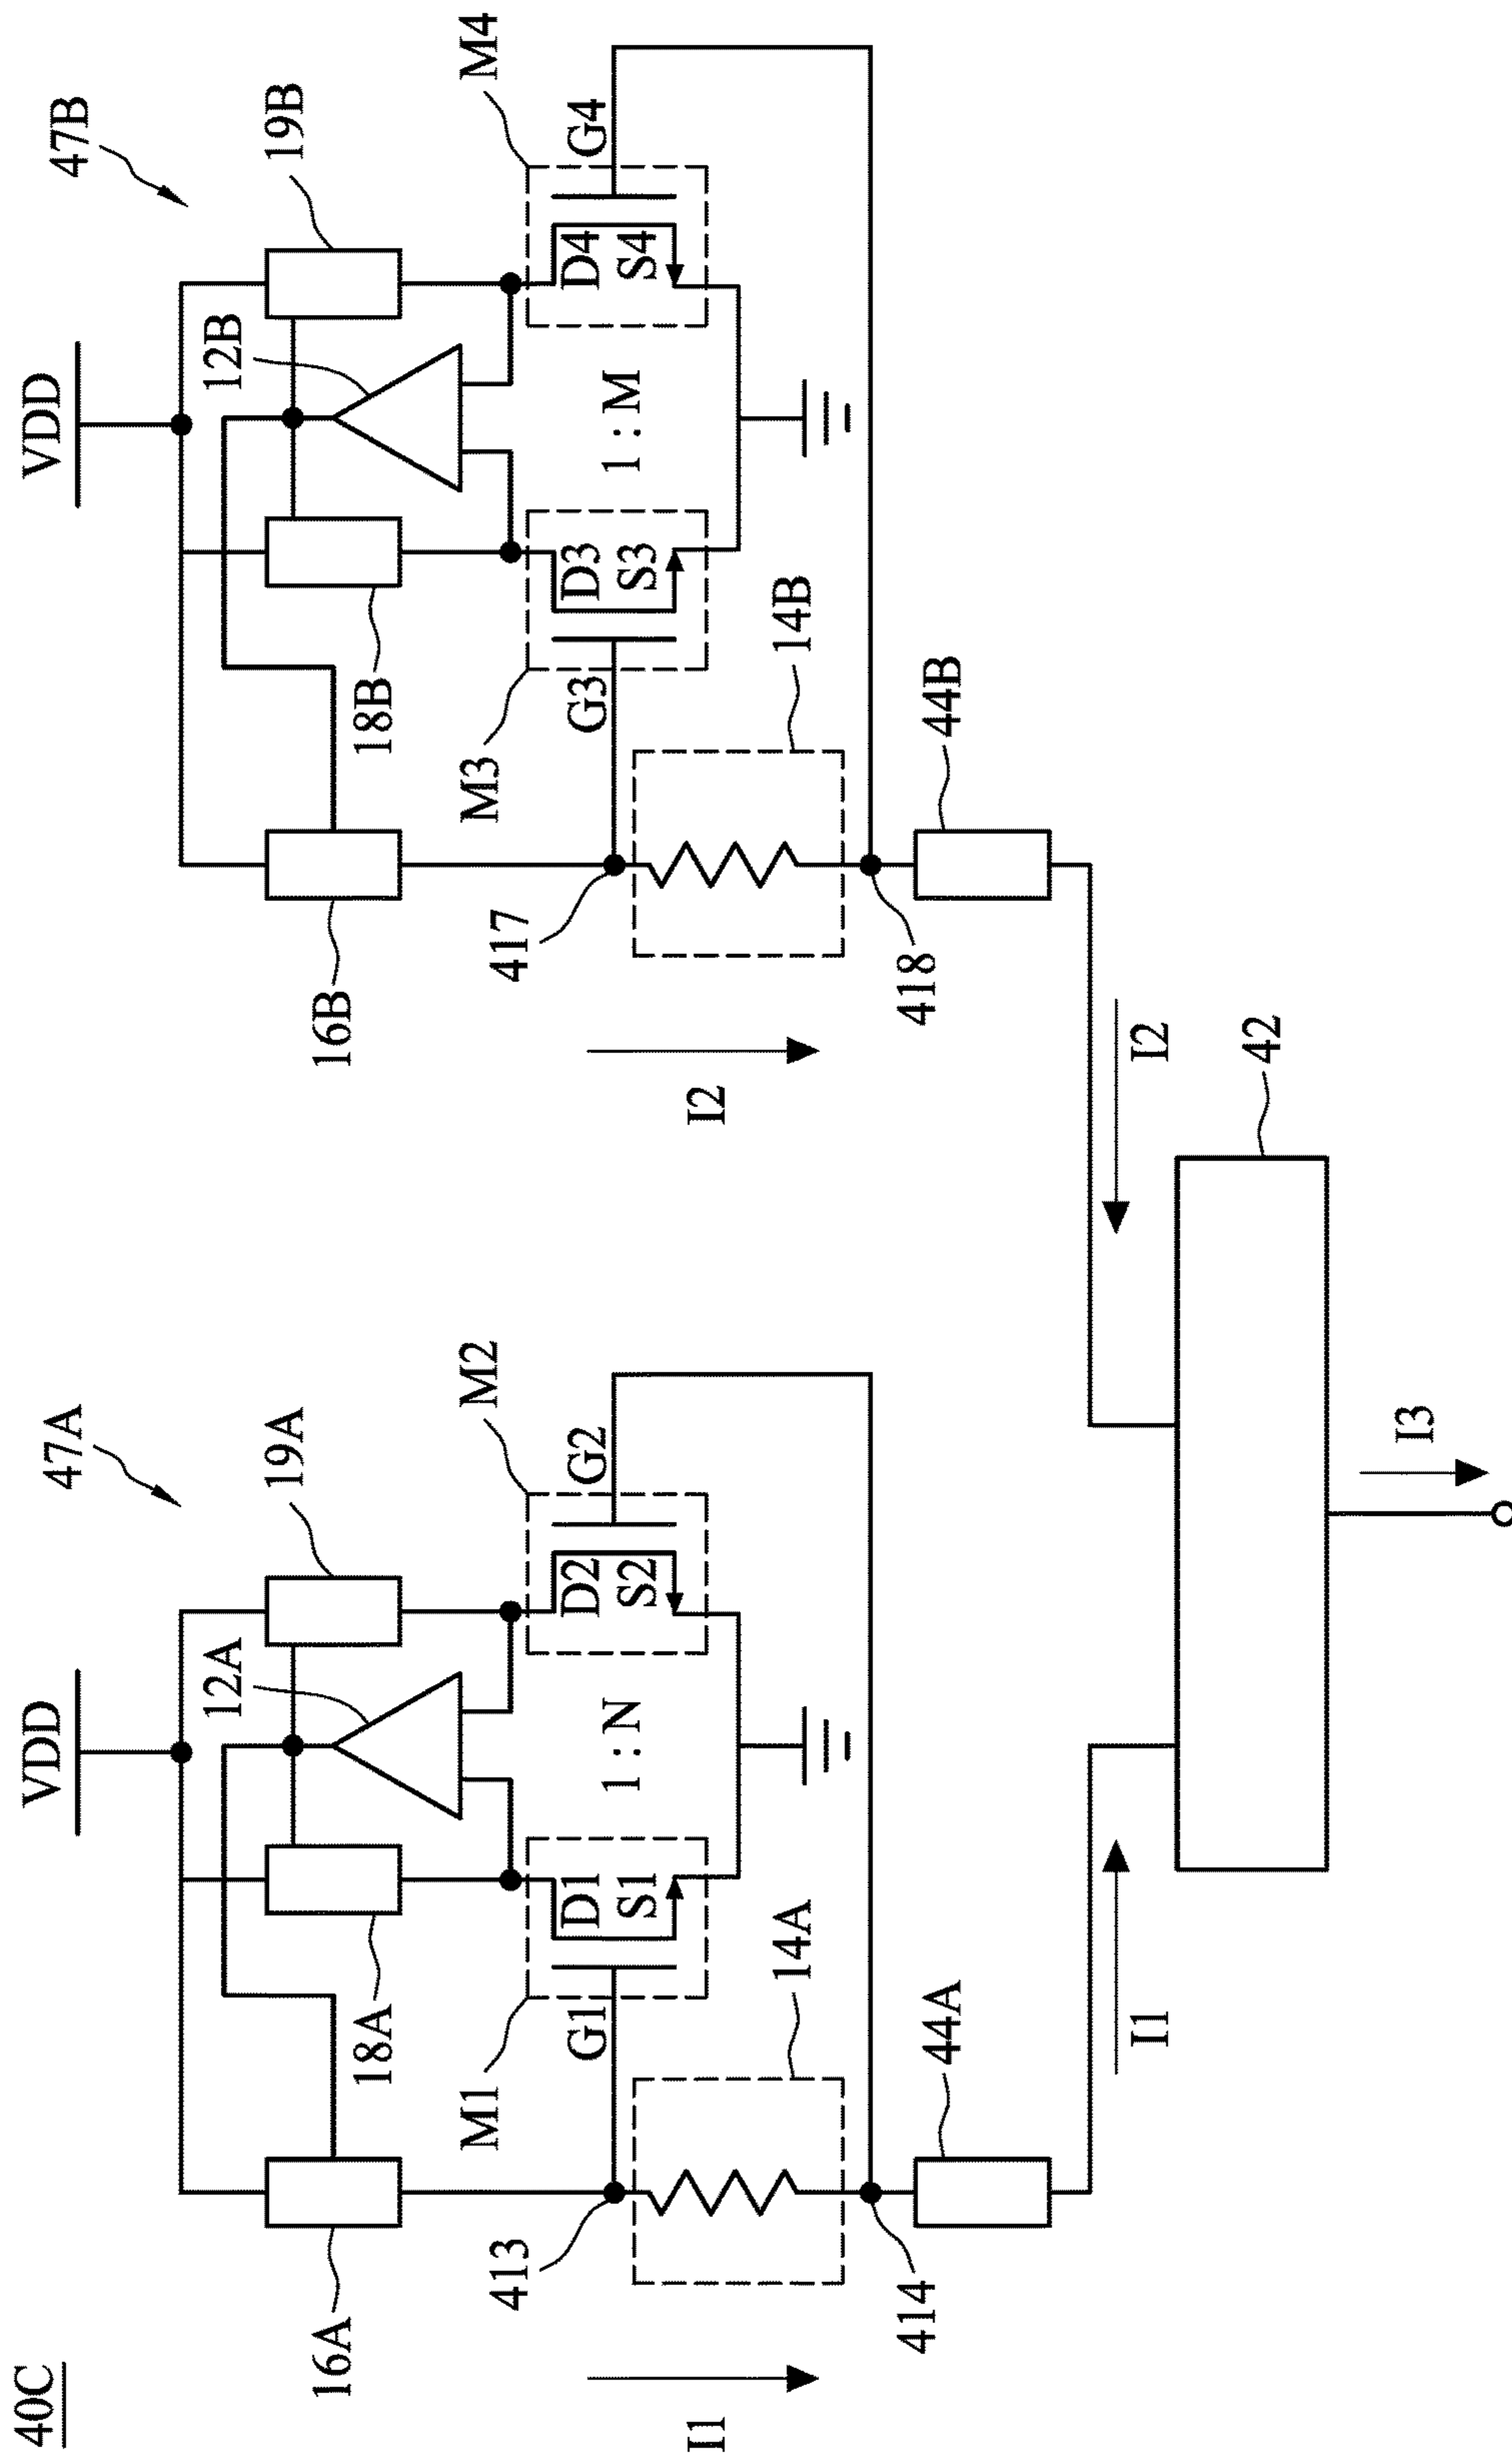 40C
47A
47B
VDD
VDD
12A
19A
12B
19B
16A
18A
M2
16B
18B
M4
M1
M3
G1
D1
D2
G2
G3
D3
D4
G4
S1
1 : N
S2
S3
1 : M
S4
413
417
I1
14A
I2
14B
414
44A
418
44B
I1
I2
42
I3